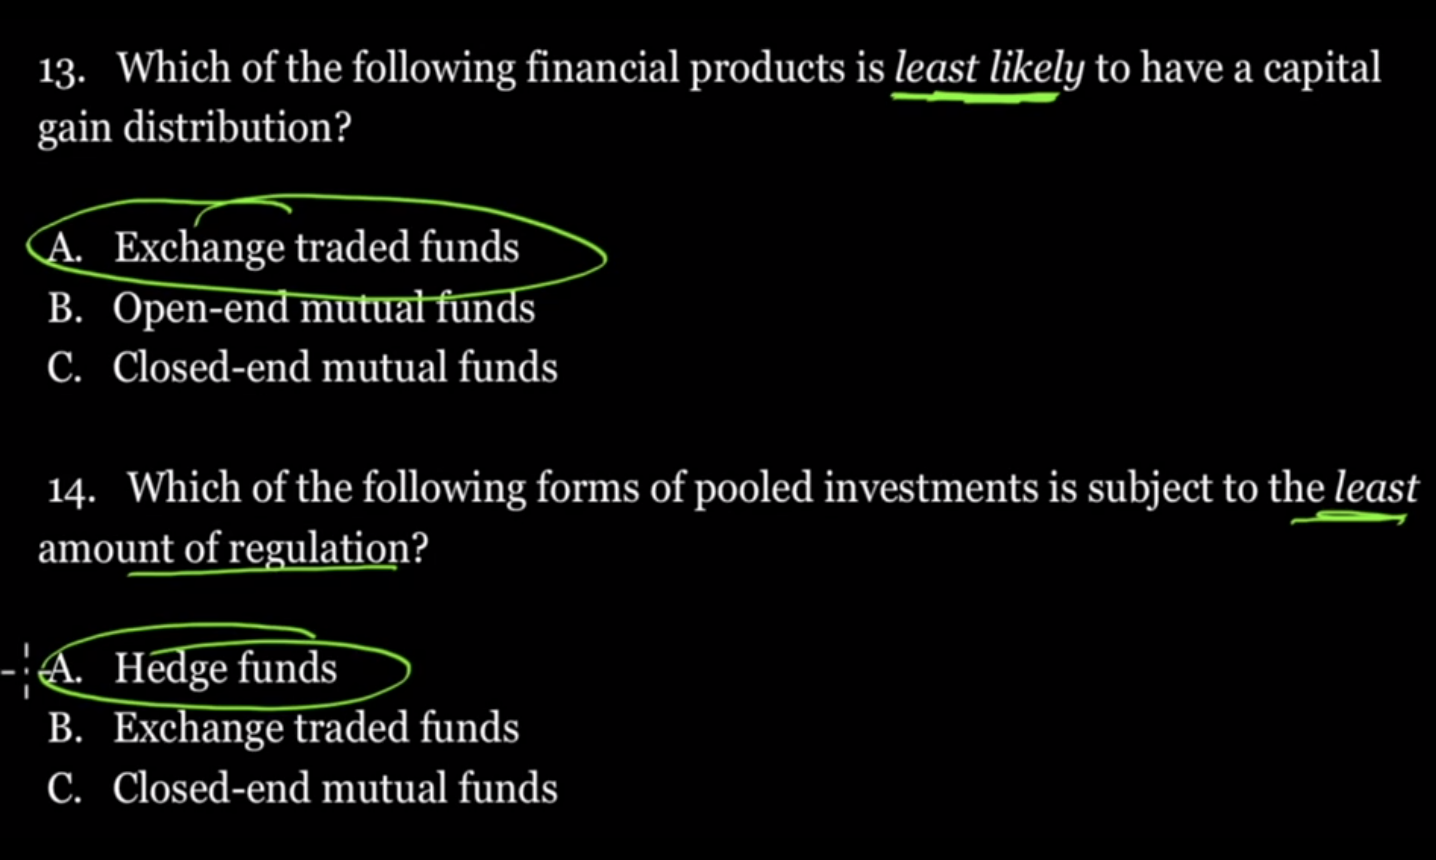 13. Which of the following financial products is least likely to have a capital
gain distribution?
A. Exchange traded funds
B. Open-end mutual funds
C. Closed-end mutual funds
14. Which of the following forms of pooled investments is subject to the least
amount of regulation?
A. Hedge funds
B. Exchange traded funds
C. Closed-end mutual funds